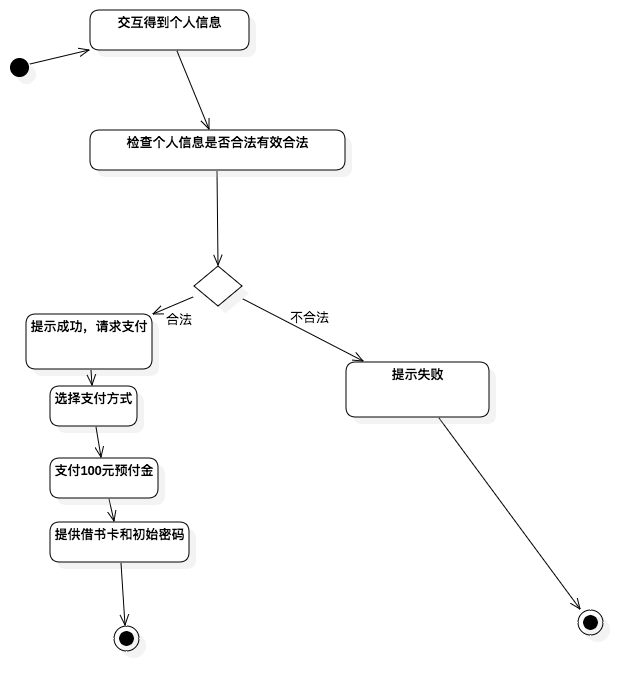 交互得到个人信息
检查个人信息是否合法有效合法
合法
不合法
提示成功，请求支付
提示失败
选择支付方式
支付100元预付金
提供借书卡和初始密码